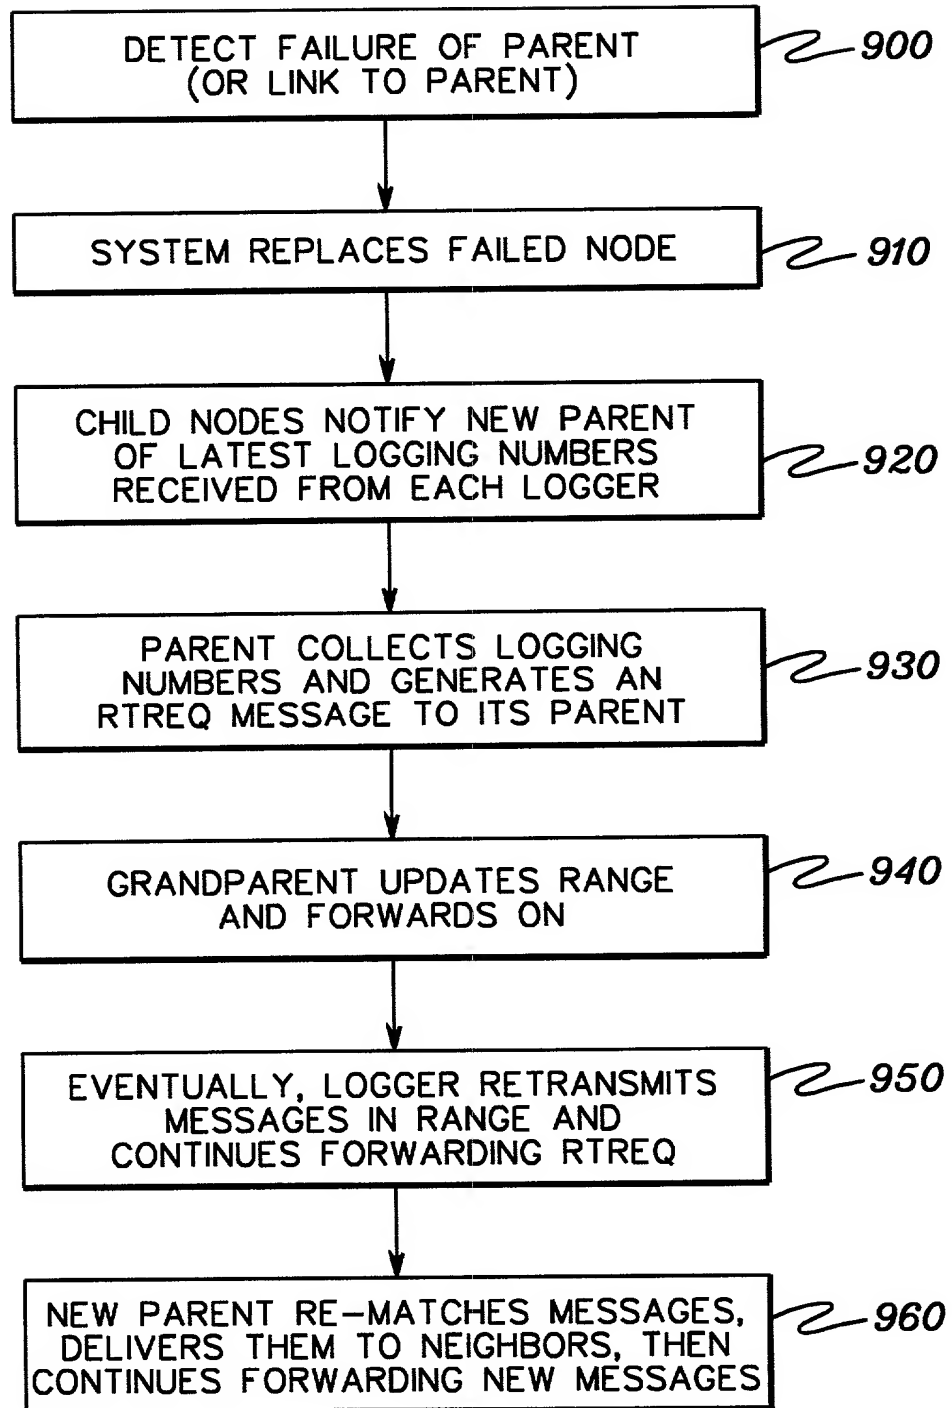 DETECT FAILURE OF PARENT
(OR LINK TO PARENT)
900
SYSTEM REPLACES FAILED NODE
910
CHILD NODES NOTIFY NEW PARENT
OF LATEST LOGGING NUMBERS
RECEIVED FROM EACH LOGGER
920
PARENT COLLECTS LOGGING
NUMBERS AND GENERATES AN
RTREQ MESSAGE TO ITS PARENT
930
GRANDPARENT UPDATES RANGE
AND FORWARDS ON
940
EVENTUALLY, LOGGER RETRANSMITS
MESSAGES IN RANGE AND
CONTINUES FORWARDING RTREQ
950
NEW PARENT RE-MATCHES MESSAGES,
DELIVERS THEM TO NEIGHBORS, THEN
CONTINUES FORWARDING NEW MESSAGES
960